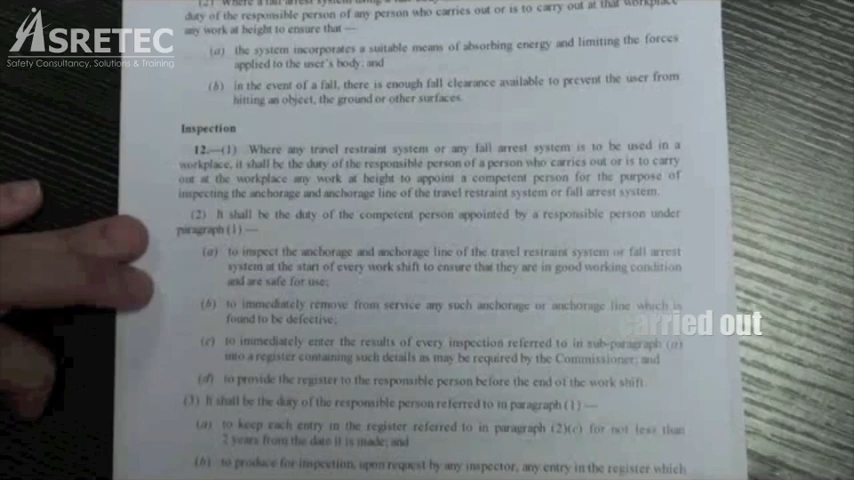 ASRETEC
Safety Consultancy, Solutions & Training
(2) Where a fall arrest system using a full
duty of the responsible person of any person who carries out or is to carry out at that workplace
any work at height to ensure that —
(a) the system incorporates a suitable means of absorbing energy and limiting the forces
applied to the user's body; and
(b) in the event of a fall, there is enough fall clearance available to prevent the user from
hitting an object, the ground or other surfaces.
Inspection
12.—(1) Where any travel restraint system or any fall arrest system is to be used in a
workplace, it shall be the duty of the responsible person of a person who carries out or is to carry
out at the workplace any work at height to appoint a competent person for the purpose of
inspecting the anchorage and anchorage line of the travel restraint system or fall arrest system.
(2) It shall be the duty of the competent person appointed by a responsible person under
paragraph (1) —
(a) to inspect the anchorage and anchorage line of the travel restraint system or fall arrest
system at the start of every work shift to ensure that they are in good working condition
and are safe for use;
(b) to immediately remove from service any such anchorage or anchorage line which is
found to be defective;
carried out
(c) to immediately enter the results of every inspection referred to in sub-paragraph (a)
into a register containing such details as may be required by the Commissioner; and
(d) to provide the register to the responsible person before the end of the work shift.
(3) It shall be the duty of the responsible person referred to in paragraph (1) —
(a) to keep each entry in the register referred to in paragraph (2)(c) for not less than
2 years from the date it is made; and
(b) to produce for inspection, upon request by any inspector, any entry in the register which